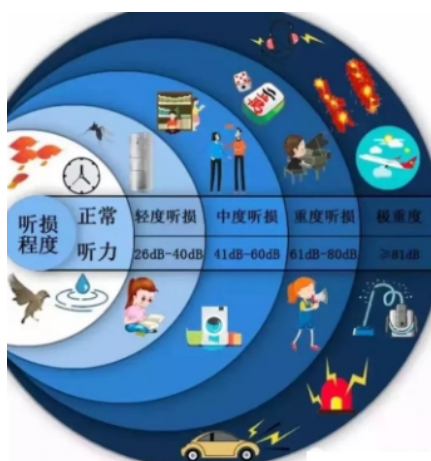 听损
程度
正常
听力
轻度听损
26dB-40dB
中度听损
41dB-60dB
重度听损
61dB-80dB
极重度
≥81dB